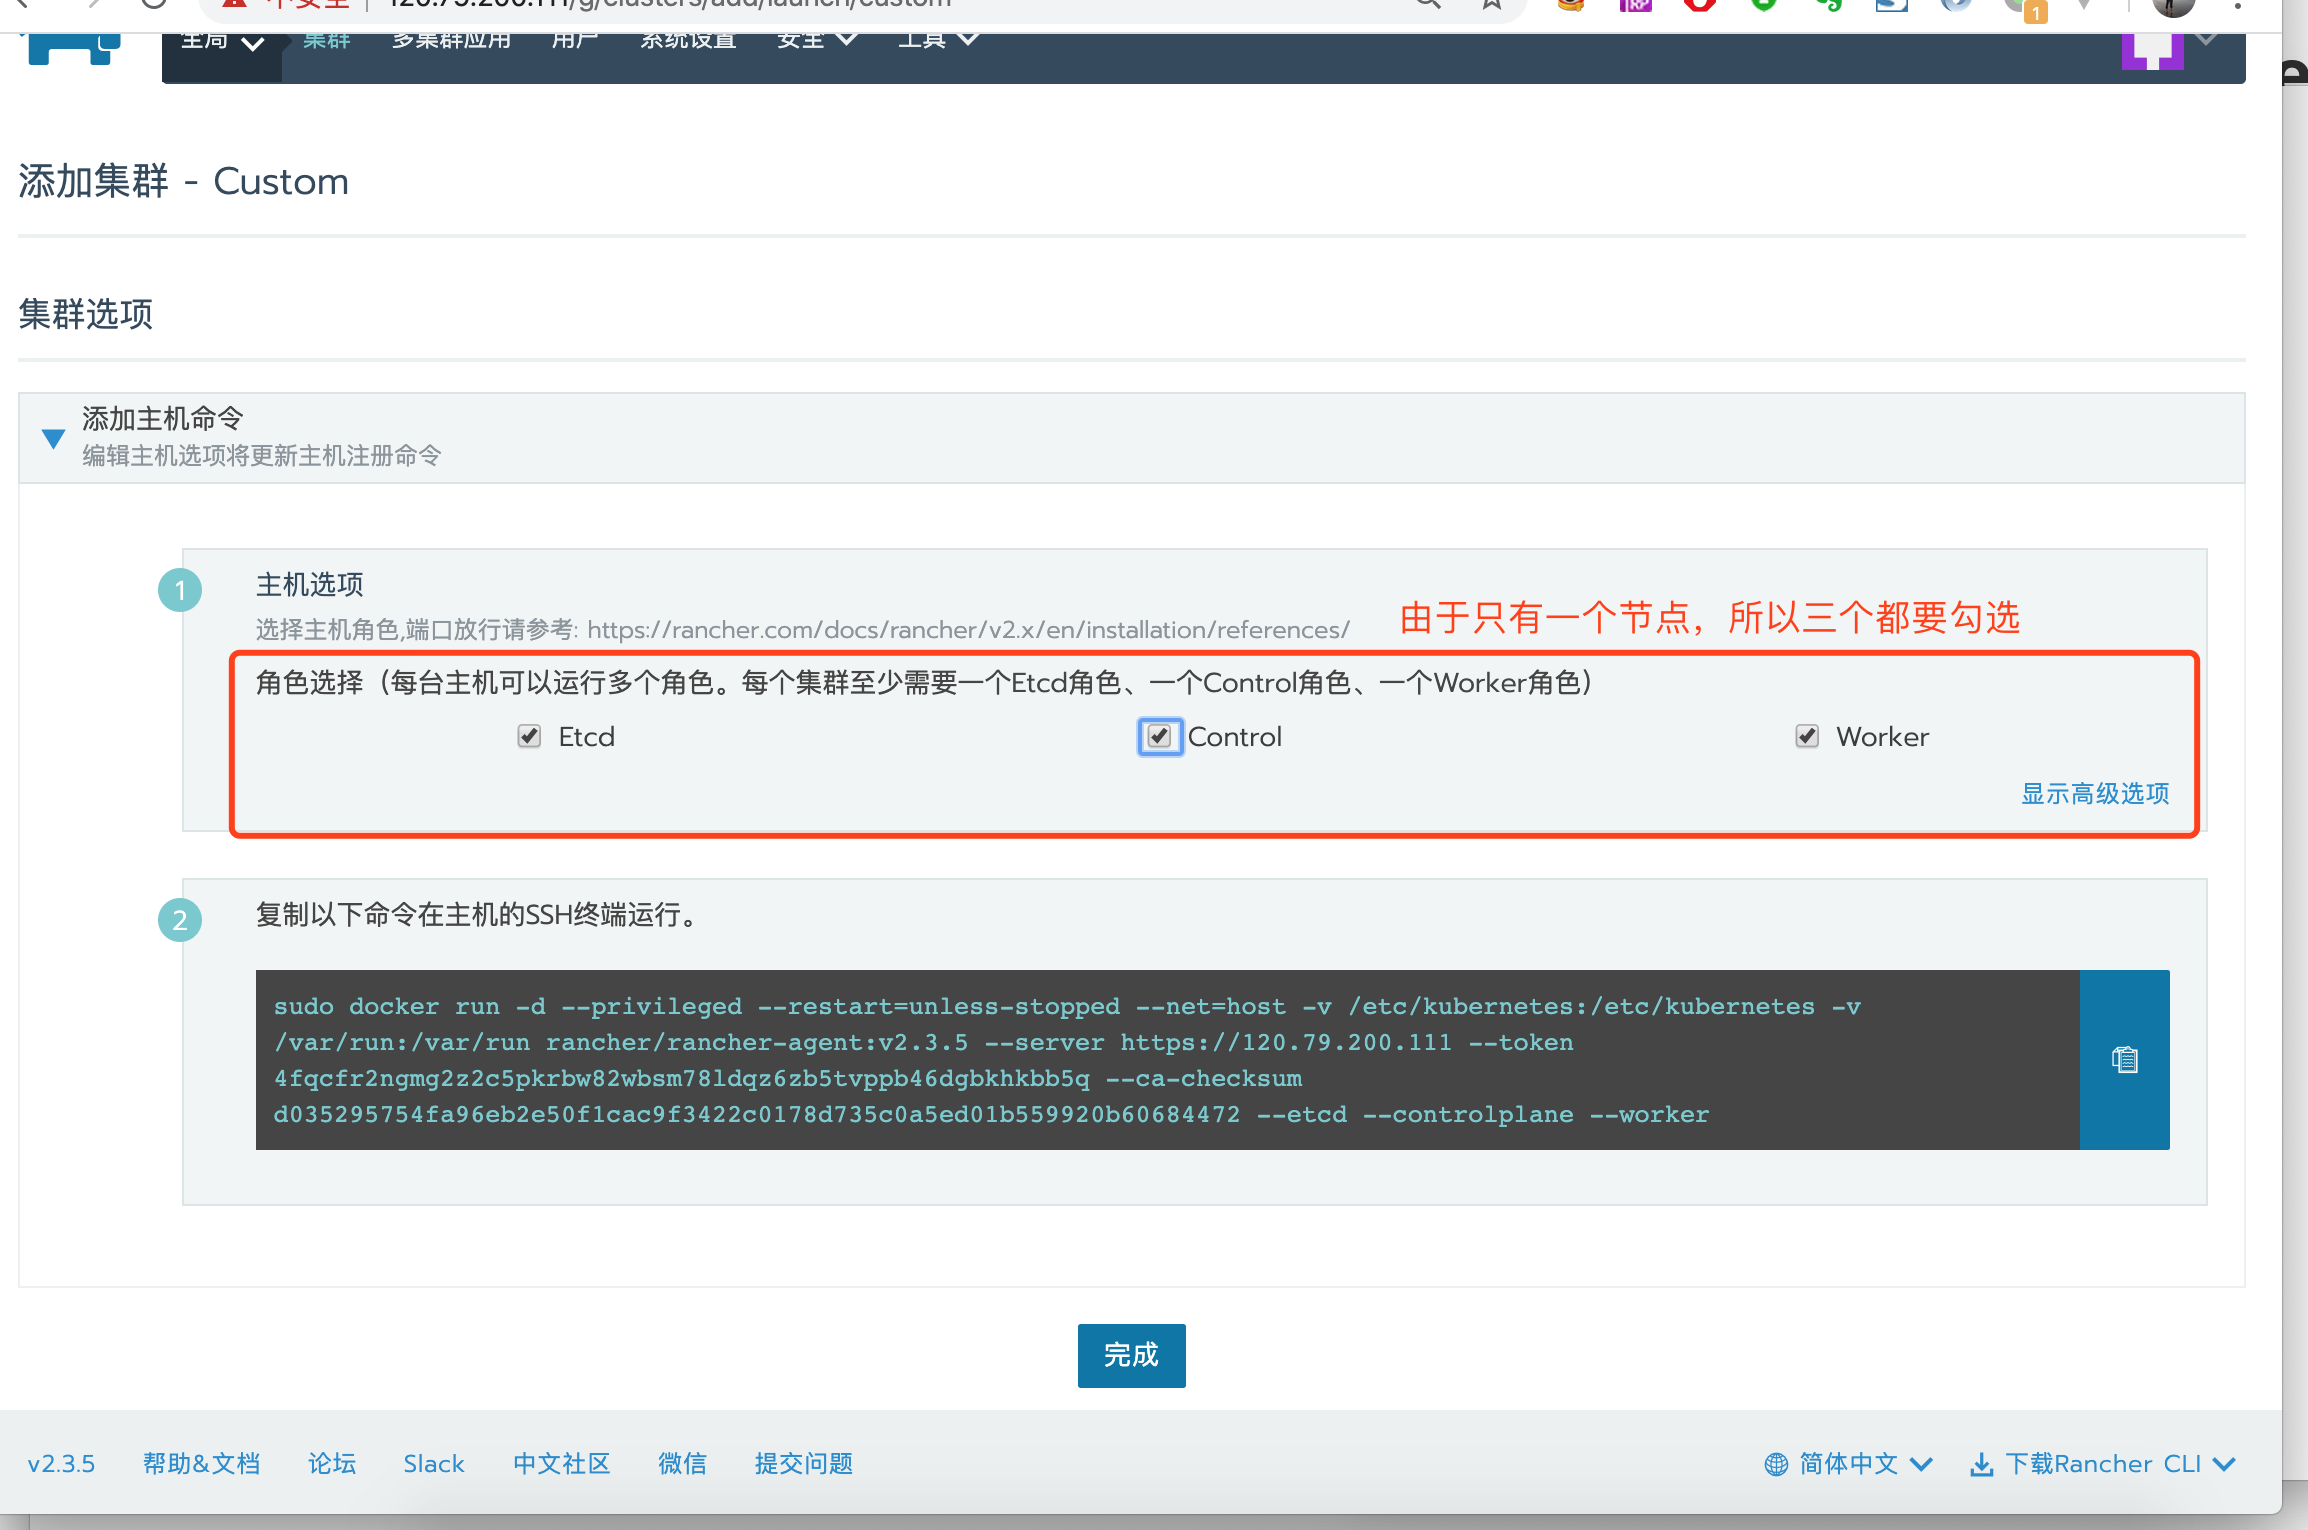 不安全 | 120.79.200.111/g/clusters/add/launch/custom
1
全局 集群 多集群应用 用户 系统设置 安全 工具
添加集群 - Custom
集群选项
添加主机命令
编辑主机选项将更新主机注册命令
1
主机选项
选择主机角色,端口放行请参考: https://rancher.com/docs/rancher/v2.x/en/installation/references/
由于只有一个节点，所以三个都要勾选
角色选择（每台主机可以运行多个角色。每个集群至少需要一个Etcd角色、一个Control角色、一个Worker角色）
Etcd Control Worker
显示高级选项
2
复制以下命令在主机的SSH终端运行。
sudo docker run -d --privileged --restart=unless-stopped --net=host -v /etc/kubernetes:/etc/kubernetes -v
/var/run:/var/run rancher/rancher-agent:v2.3.5 --server https://120.79.200.111 --token
4fqcfr2ngmg2z2c5pkrbw82wbsm78ldqz6zb5tvppb46dgbkhkbb5q --ca-checksum
d035295754fa96eb2e50f1cac9f3422c0178d735c0a5ed01b559920b60684472 --etcd --controlplane --worker
完成
v2.3.5 帮助&文档 论坛 Slack 中文社区 微信 提交问题 简体中文 下载Rancher CLI